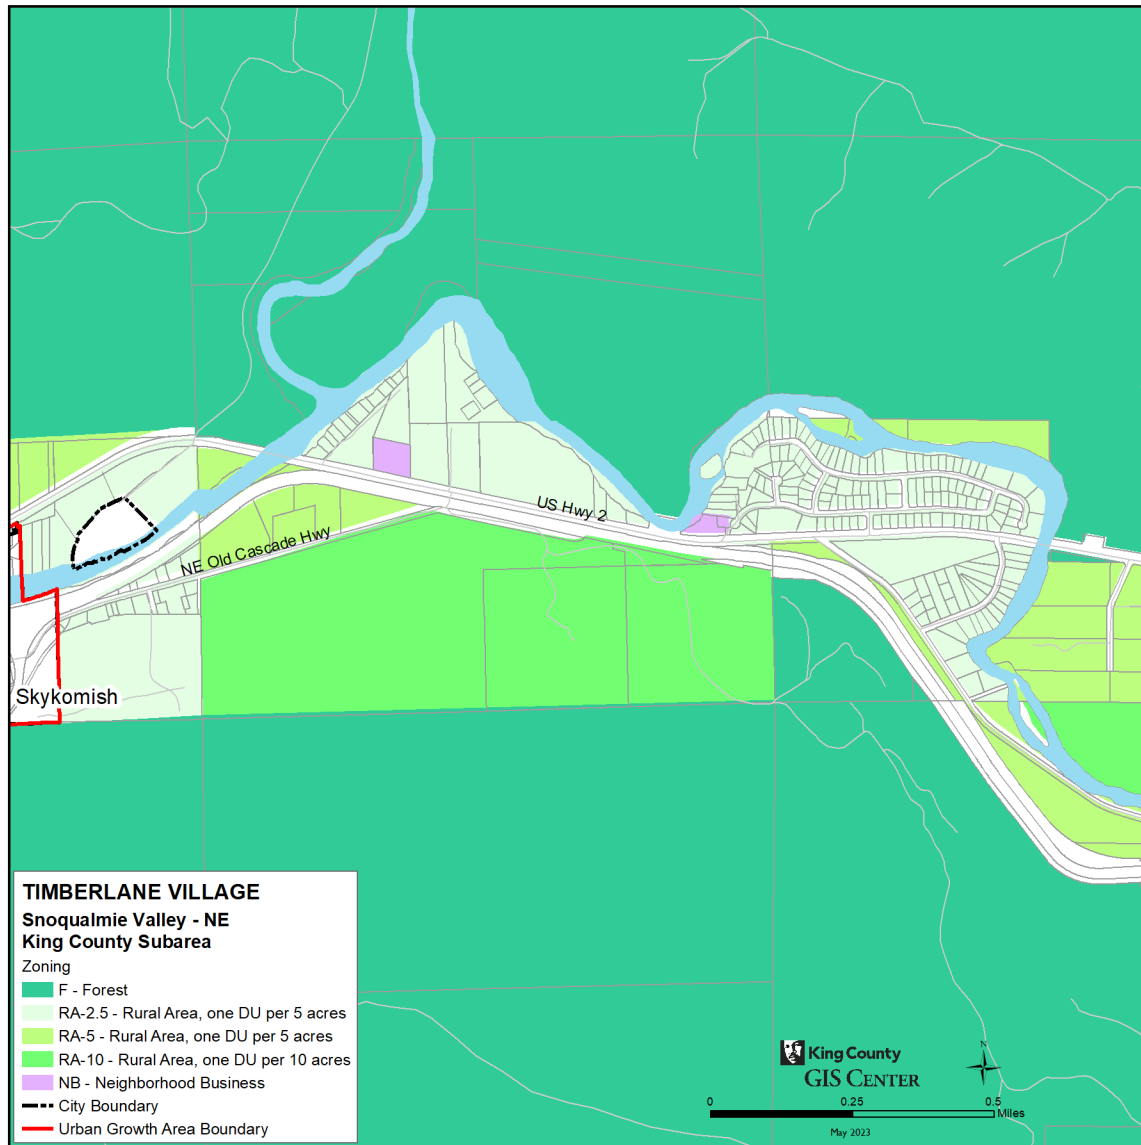 US Hwy 2
NE Old Cascade Hwy
Skykomish
TIMBERLANE VILLAGE
Snoqualmie Valley - NE
King County Subarea
Zoning
F - Forest
RA-2.5 - Rural Area, one DU per 5 acres
RA-5 - Rural Area, one DU per 5 acres
RA-10 - Rural Area, one DU per 10 acres
NB - Neighborhood Business
City Boundary
Urban Growth Area Boundary
King County
GIS CENTER
N
0 0.25 0.5
Miles
May 2023